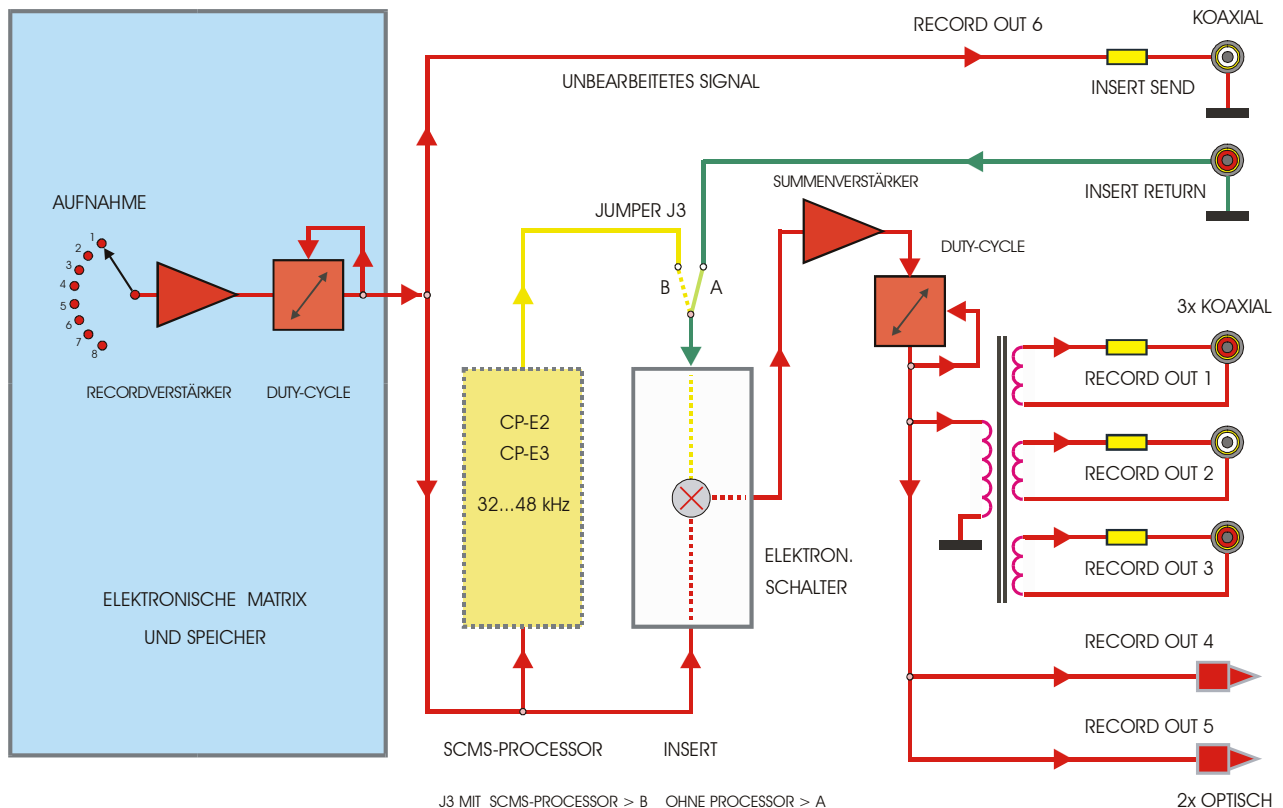 RECORD OUT 6
KOAXIAL
UNBEARBEITETES SIGNAL
INSERT SEND
SUMMENVERSTÄRKER
INSERT RETURN
AUFNAHME
JUMPER J3
1
2
3
4
5
6
7
8
B
A
DUTY-CYCLE
3x KOAXIAL
RECORDVERSTÄRKER
DUTY-CYCLE
RECORD OUT 1
CP-E2
CP-E3
32...48 kHz
RECORD OUT 2
ELEKTRON.
SCHALTER
RECORD OUT 3
ELEKTRONISCHE MATRIX
UND SPEICHER
RECORD OUT 4
RECORD OUT 5
SCMS-PROCESSOR
INSERT
J3 MIT SCMS-PROCESSOR > B OHNE PROCESSOR > A
2x OPTISCH